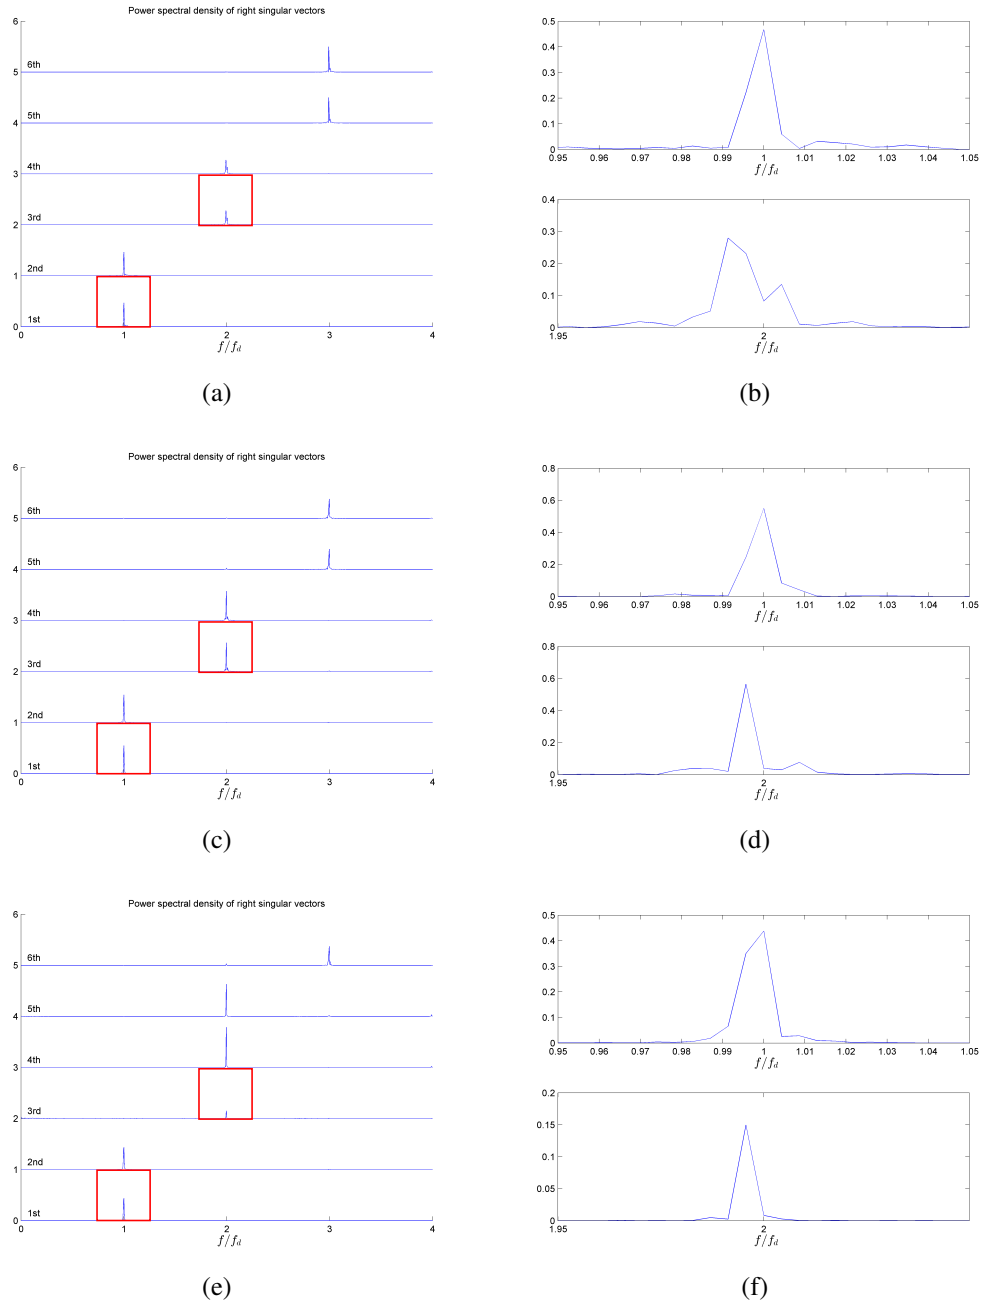 Power spectral density of right singular vectors
6
6th
5
5th
4
4th
3
3rd
2
2nd
1
1st
0
0 1 2 3 4
f/f_d
(a)
0.5
0.4
0.3
0.2
0.1
0
0.95 0.96 0.97 0.98 0.99 1 1.01 1.02 1.03 1.04 1.05
f/f_d
0.4
0.3
0.2
0.1
0
1.95 2
f/f_d
(b)
Power spectral density of right singular vectors
6
6th
5
5th
4
4th
3
3rd
2
2nd
1
1st
0
0 1 2 3 4
f/f_d
(c)
0.8
0.6
0.4
0.2
0
0.95 0.96 0.97 0.98 0.99 1 1.01 1.02 1.03 1.04 1.05
f/f_d
0.8
0.6
0.4
0.2
0
1.95 2
f/f_d
(d)
Power spectral density of right singular vectors
6
6th
5
5th
4
4th
3
3rd
2
2nd
1
1st
0
0 1 2 3 4
f/f_d
(e)
0.5
0.4
0.3
0.2
0.1
0
0.95 0.96 0.97 0.98 0.99 1 1.01 1.02 1.03 1.04 1.05
f/f_d
0.2
0.15
0.1
0.05
0
1.95 2
f/f_d
(f)